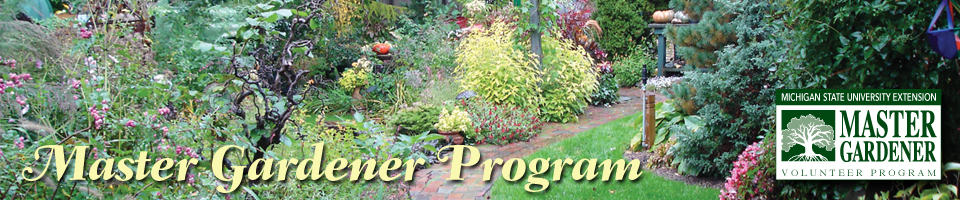 Master Gardener Program
MICHIGAN STATE UNIVERSITY EXTENSION
MASTER
GARDENER
VOLUNTEER PROGRAM